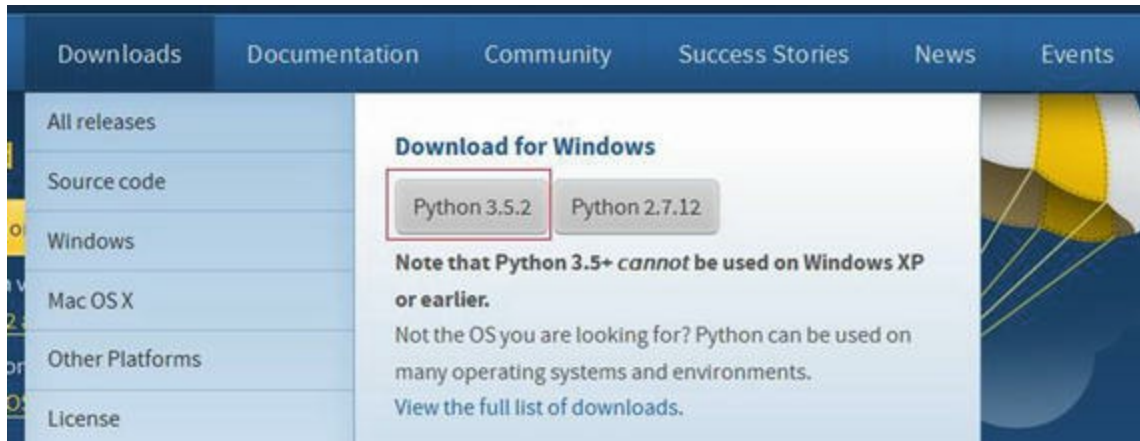 Downloads Documentation Community Success Stories News Events
All releases
Source code
Windows
Mac OS X
Other Platforms
License
Download for Windows
Python 3.5.2 Python 2.7.12
Note that Python 3.5+ cannot be used on Windows XP
or earlier.
Not the OS you are looking for? Python can be used on
many operating systems and environments.
View the full list of downloads.